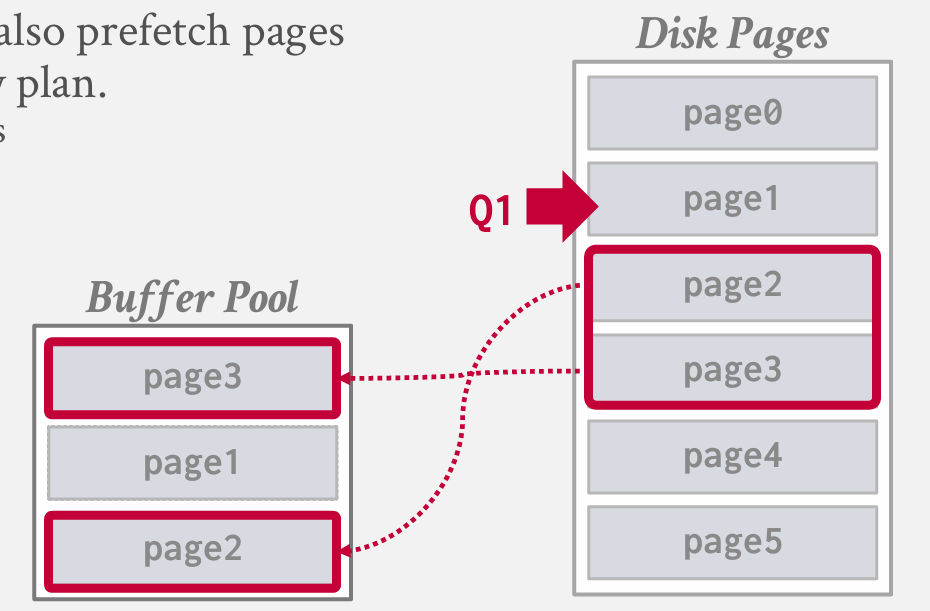 also prefetch pages
plan.
s
Disk Pages
page0
page1
Q1
page2
page3
page4
page5
Buffer Pool
page3
page1
page2